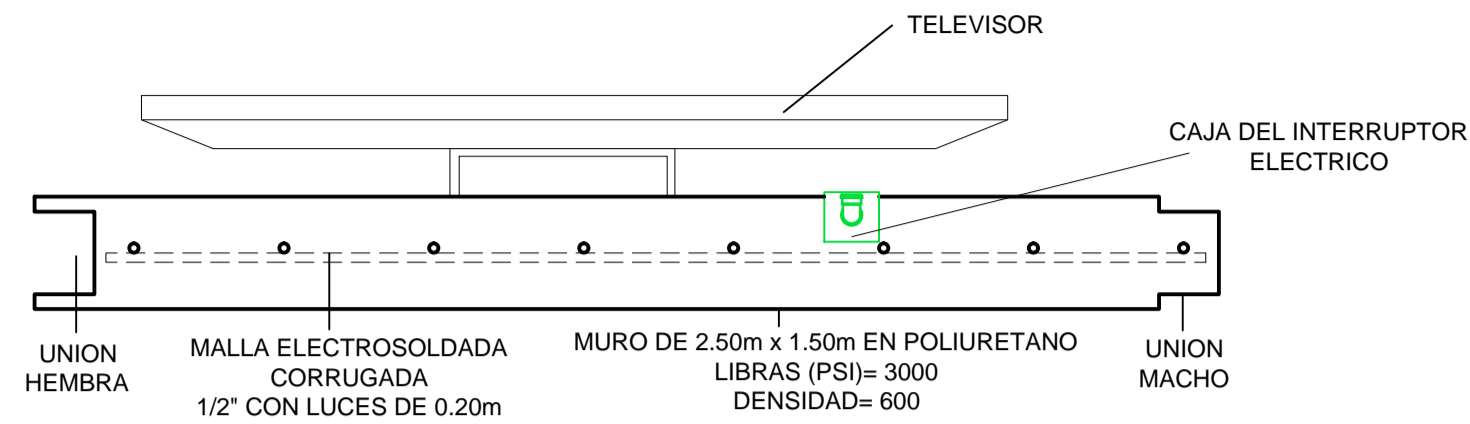 TELEVISOR
CAJA DEL INTERRUPTOR
ELECTRICO
UNION
HEMBRA
MALLA ELECTROSOLDADA
CORRUGADA
1/2" CON LUCES DE 0.20m
MURO DE 2.50m x 1.50m EN POLIURETANO
LIBRAS (PSI)= 3000
DENSIDAD= 600
UNION
MACHO